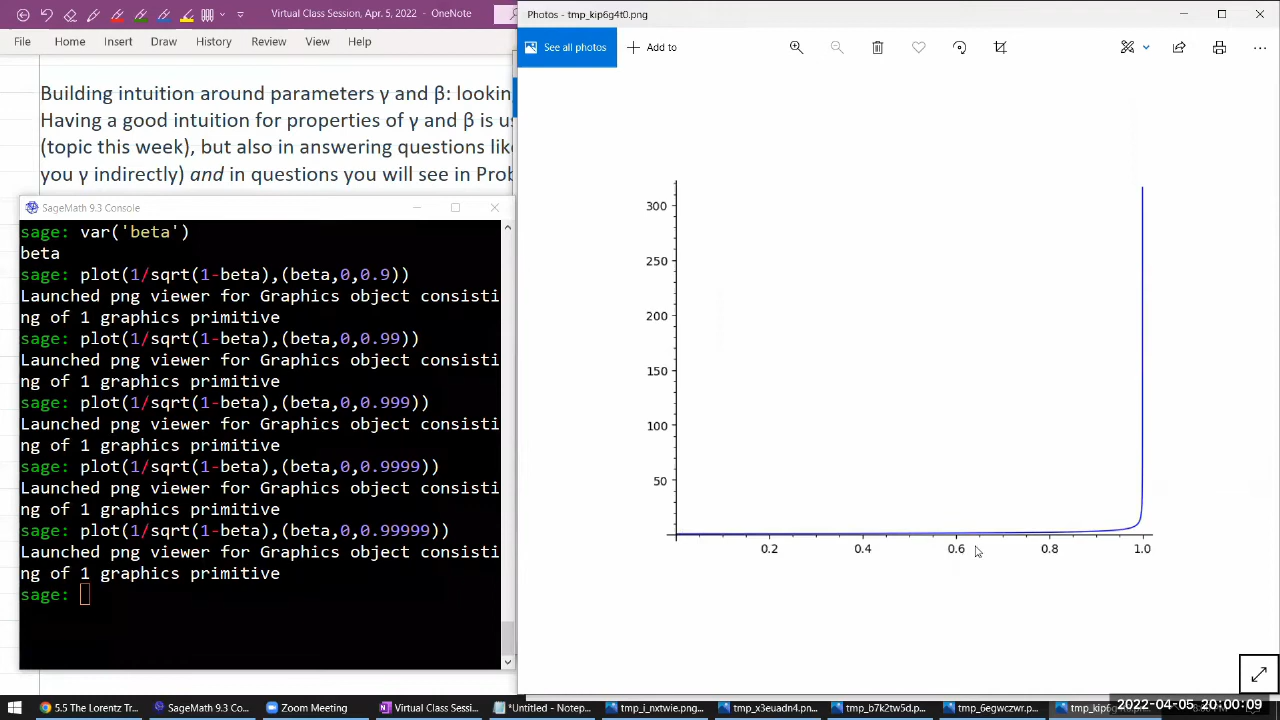 Virtual Class Session, Apr. 5, 2022 - OneNote
File Home Insert Draw History Review View Help
Building intuition around parameters γ and β: lookin
Having a good intuition for properties of γ and β is u
(topic this week), but also in answering questions lik
you γ indirectly) and in questions you will see in Prob
SageMath 9.3 Console
sage: var('beta')
beta
sage: plot(1/sqrt(1-beta),(beta,0,0.9))
Launched png viewer for Graphics object consisti
ng of 1 graphics primitive
sage: plot(1/sqrt(1-beta),(beta,0,0.99))
Launched png viewer for Graphics object consisti
ng of 1 graphics primitive
sage: plot(1/sqrt(1-beta),(beta,0,0.999))
Launched png viewer for Graphics object consisti
ng of 1 graphics primitive
sage: plot(1/sqrt(1-beta),(beta,0,0.9999))
Launched png viewer for Graphics object consisti
ng of 1 graphics primitive
sage: plot(1/sqrt(1-beta),(beta,0,0.99999))
Launched png viewer for Graphics object consisti
ng of 1 graphics primitive
sage:
Photos - tmp_kip6g4t0.png
See all photos
Add to
300
250
200
150
100
50
0.2 0.4 0.6 0.8 1.0
5.5 The Lorentz Tr...
SageMath 9.3 Co...
Zoom Meeting
Virtual Class Sessi...
*Untitled - Notep...
tmp_i_nxtwie.png...
tmp_x3euadn4.pn...
tmp_b7k2tw5d.p...
tmp_6egwczwr.p...
2022-04-05 20:00:09